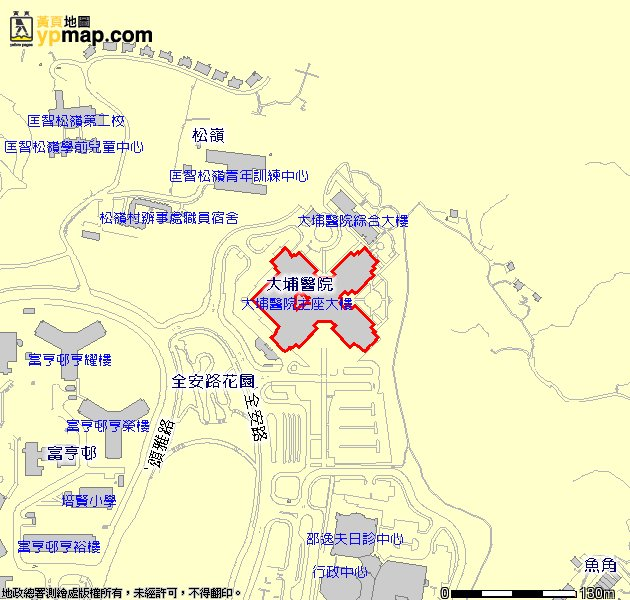 黃頁地圖
yellow pages
ypmap.com
匡智松嶺第二校
松嶺
匡智松嶺學前兒童中心
匡智松嶺青年訓練中心
松嶺村辦事處職員宿舍
大埔醫院綜合大樓
大埔醫院
大埔醫院主座大樓
富亨邨亨耀樓
全安路花園
全安路
富亨邨亨榮樓
頌雅路
富亨邨
培賢小學
邵逸夫日診中心
富亨邨亨裕樓
行政中心
魚角
地政總署測繪處版權所有，未經許可，不得翻印。
0 130m